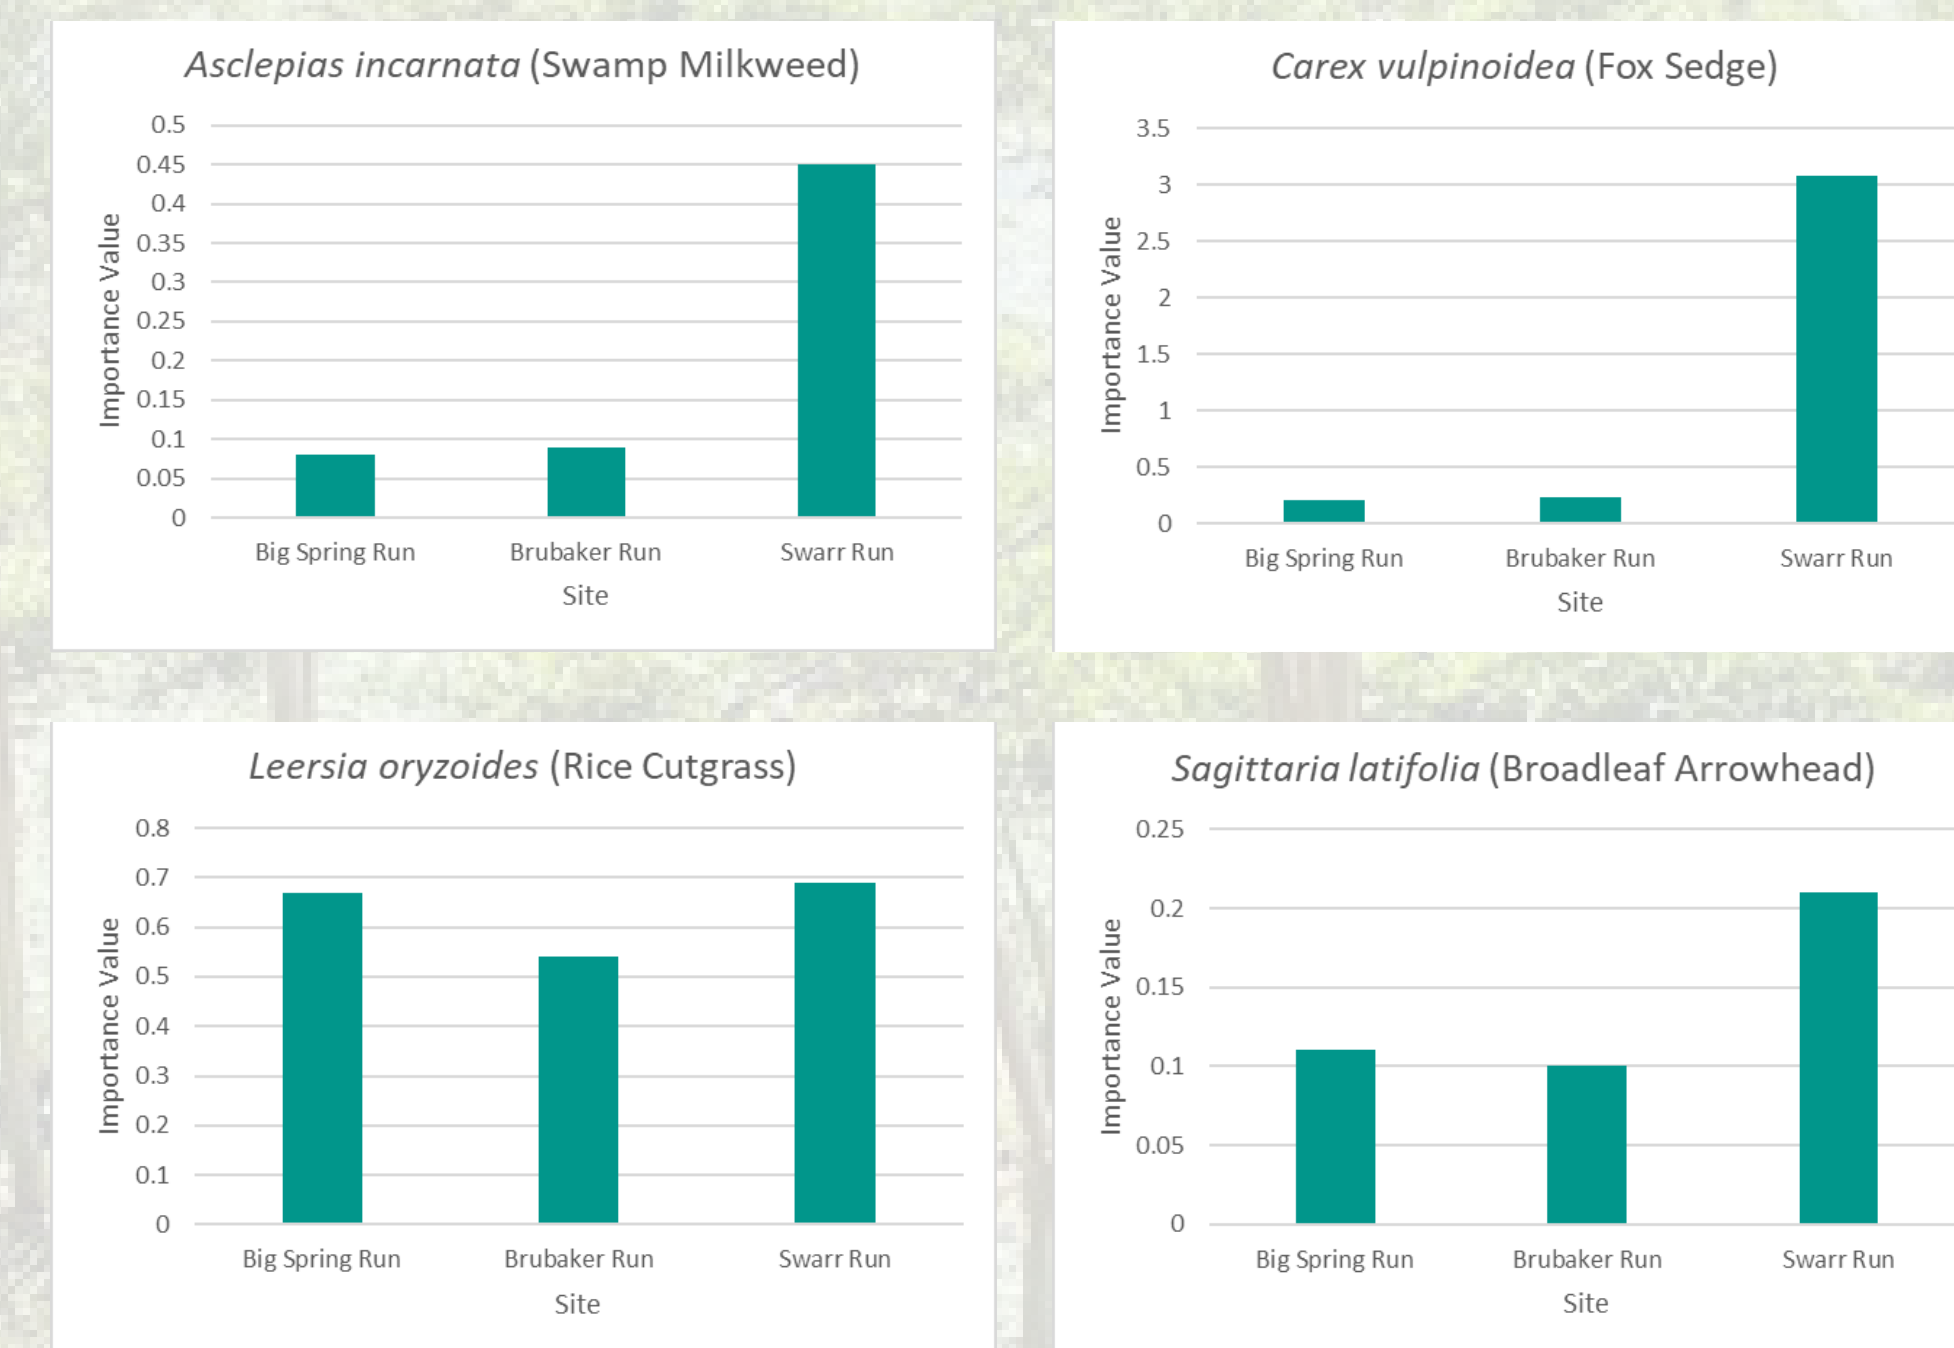 Asclepias incarnata (Swamp Milkweed)
0.5
0.45
0.4
0.35
0.3
0.25
0.2
0.15
0.1
0.05
0
Importance Value
Big Spring Run Brubaker Run Swarr Run
Site
Carex vulpinoidea (Fox Sedge)
3.5
3
2.5
2
1.5
1
0.5
0
Importance Value
Big Spring Run Brubaker Run Swarr Run
Site
Leersia oryzoides (Rice Cutgrass)
0.8
0.7
0.6
0.5
0.4
0.3
0.2
0.1
0
Importance Value
Big Spring Run Brubaker Run Swarr Run
Site
Sagittaria latifolia (Broadleaf Arrowhead)
0.25
0.2
0.15
0.1
0.05
0
Importance Value
Big Spring Run Brubaker Run Swarr Run
Site